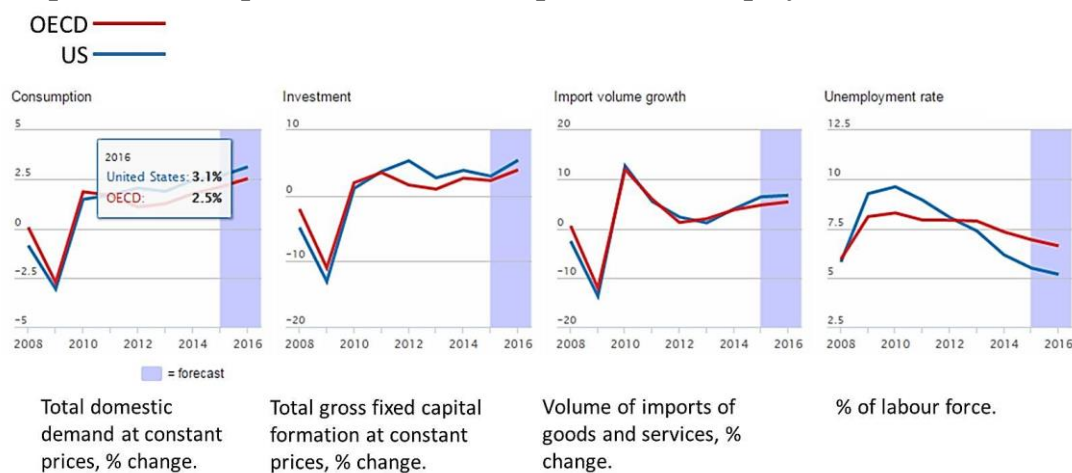 OECD
US
Consumption
Investment
Import volume growth
Unemployment rate
5
2.5
0
-2.5
-5
2016
United States: 3.1%
OECD: 2.5%
2008 2010 2012 2014 2016
10
0
-10
-20
2008 2010 2012 2014 2016
20
10
0
-10
-20
2008 2010 2012 2014 2016
12.5
10
7.5
5
2.5
2008 2010 2012 2014 2016
= forecast
Total domestic
demand at constant
prices, % change.
Total gross fixed capital
formation at constant
prices, % change.
Volume of imports of
goods and services, %
change.
% of labour force.